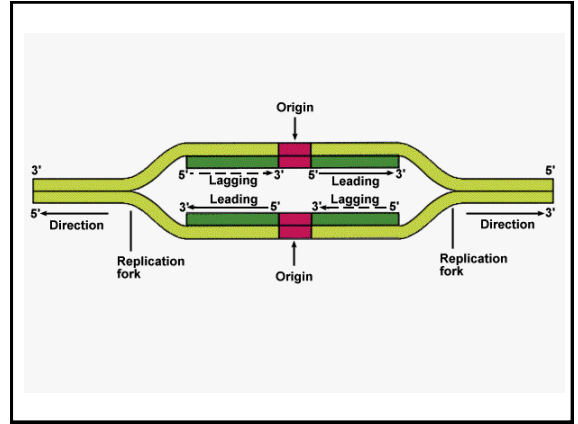 Origin
3' 5'
5' Lagging 3' 5' Leading 3'
3' Leading 5' 3' Lagging 5'
5' Direction Direction 3'
Replication
fork
Replication
fork
Origin